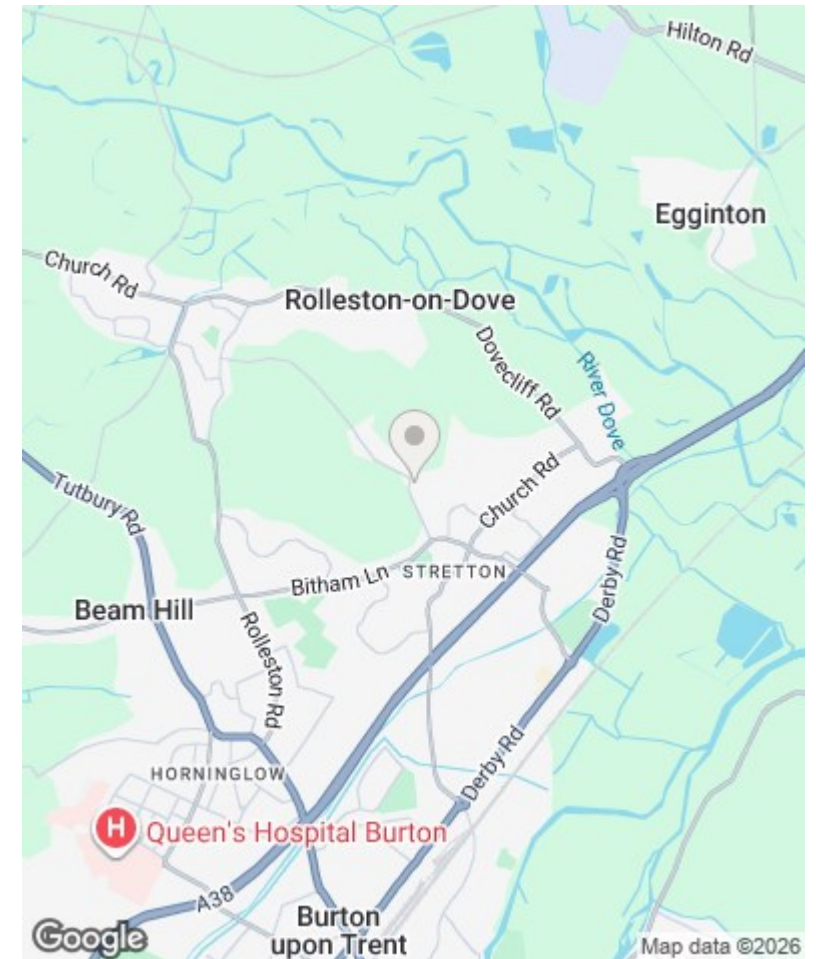 Hilton Rd
Egginton
Church Rd
Rolleston-on-Dove
Dovecliff Rd
River Dove
Church Rd
Tutbury Rd
Bitham Ln
STRETTON
Derby Rd
Beam Hill
Rolleston Rd
Derby Rd
HORNINGLOW
H
Queen's Hospital Burton
A38
Burton
upon Trent
Google
Map data ©2026